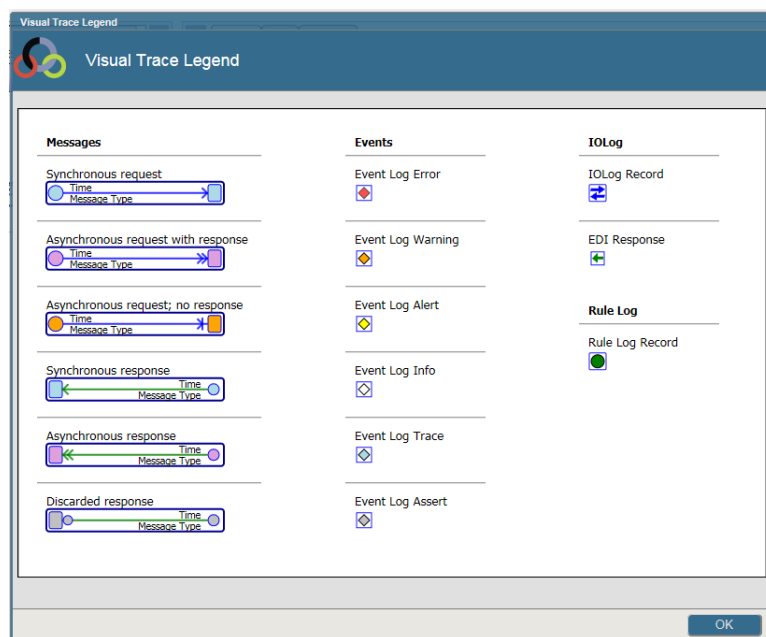 Visual Trace Legend
Visual Trace Legend
Messages
Synchronous request
Time
Message Type
Asynchronous request with response
Time
Message Type
Asynchronous request; no response
Time
Message Type
Synchronous response
Time
Message Type
Asynchronous response
Time
Message Type
Discarded response
Time
Message Type
Events
Event Log Error
Event Log Warning
Event Log Alert
Event Log Info
Event Log Trace
Event Log Assert
IOLog
IOLog Record
EDI Response
Rule Log
Rule Log Record
OK